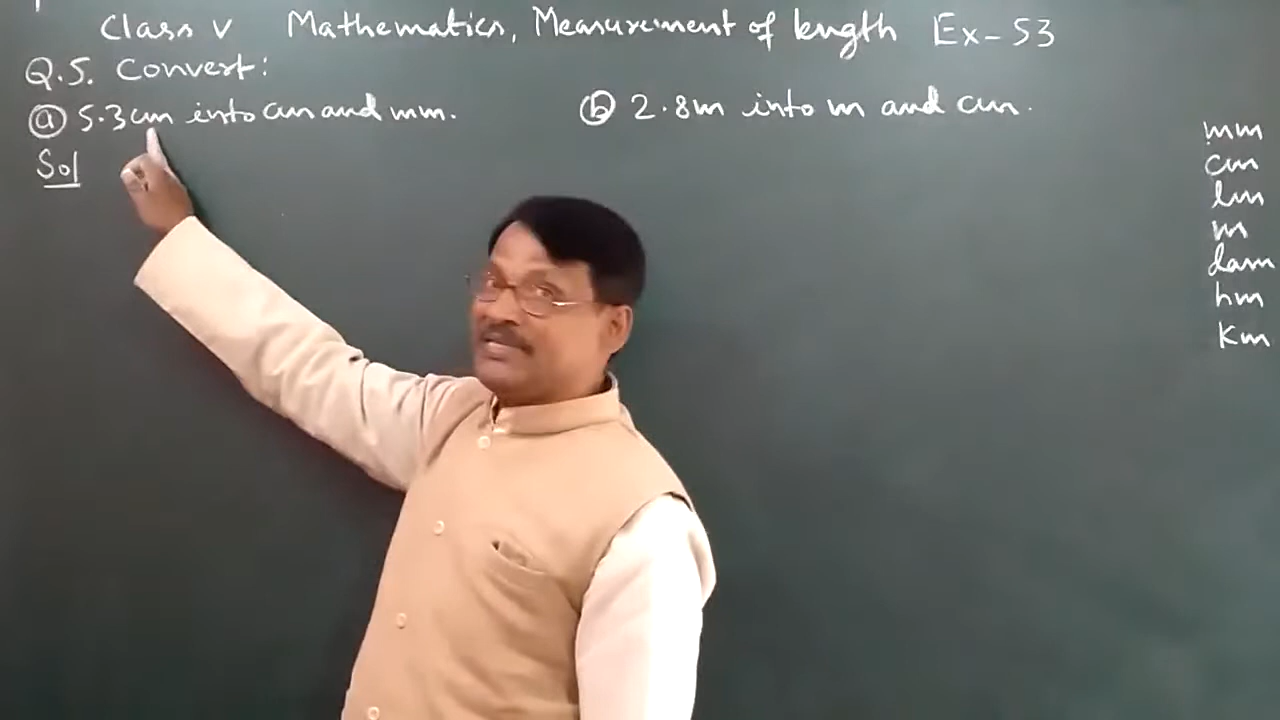 Class V Mathematics, Measurement of length Ex-53
Q.5. Convert:
(a) 5.3cm into cm and mm.
(b) 2.8m into m and cm.
Sol
mm
cm
dm
m
dam
hm
Km